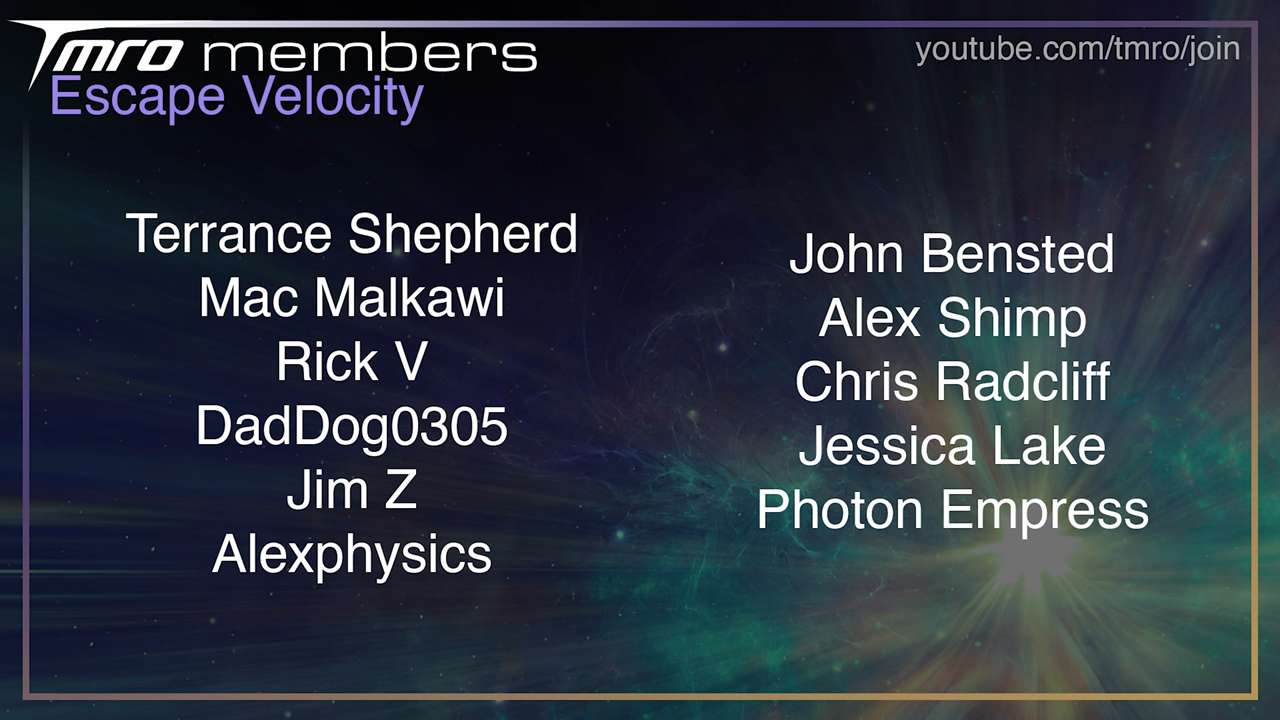 Tmro members
youtube.com/tmro/join
Escape Velocity
Terrance Shepherd
Mac Malkawi
Rick V
DadDog0305
Jim Z
Alexphysics
John Bensted
Alex Shimp
Chris Radcliff
Jessica Lake
Photon Empress